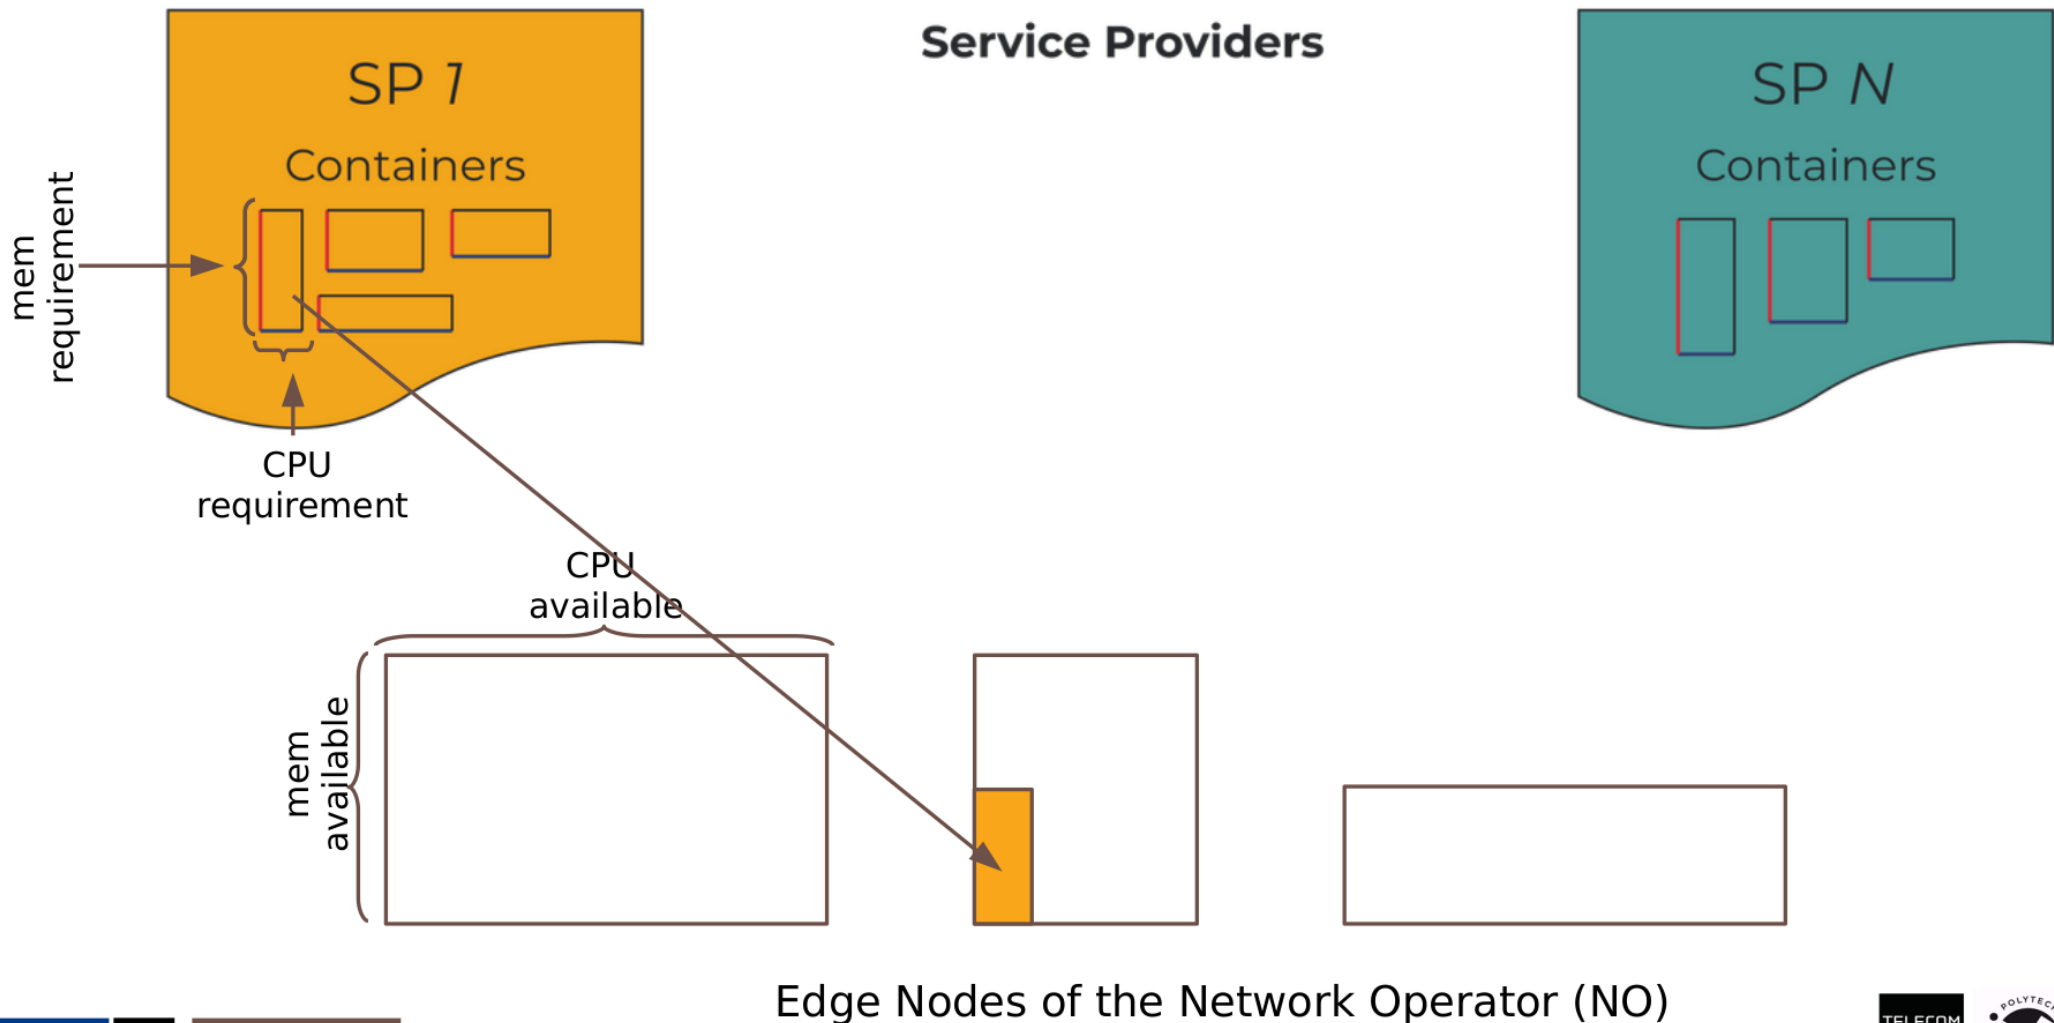 Service Providers
SP 1
Containers
SP N
Containers
mem
requirement
CPU
requirement
CPU
available
mem
available
Edge Nodes of the Network Operator (NO)
TELECOM